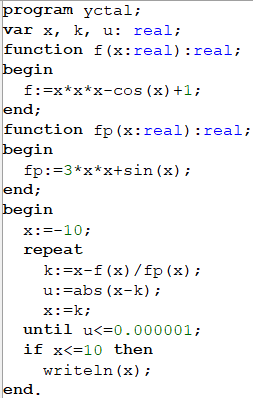 program yctal;
var x, k, u: real;
function f(x:real):real;
begin
f:=x*x*x-cos(x)+1;
end;
function fp(x:real):real;
begin
fp:=3*x*x+sin(x);
end;
begin
x:=-10;
repeat
k:=x-f(x)/fp(x);
u:=abs(x-k);
x:=k;
until u<=0.000001;
if x<=10 then
writeln(x);
end.